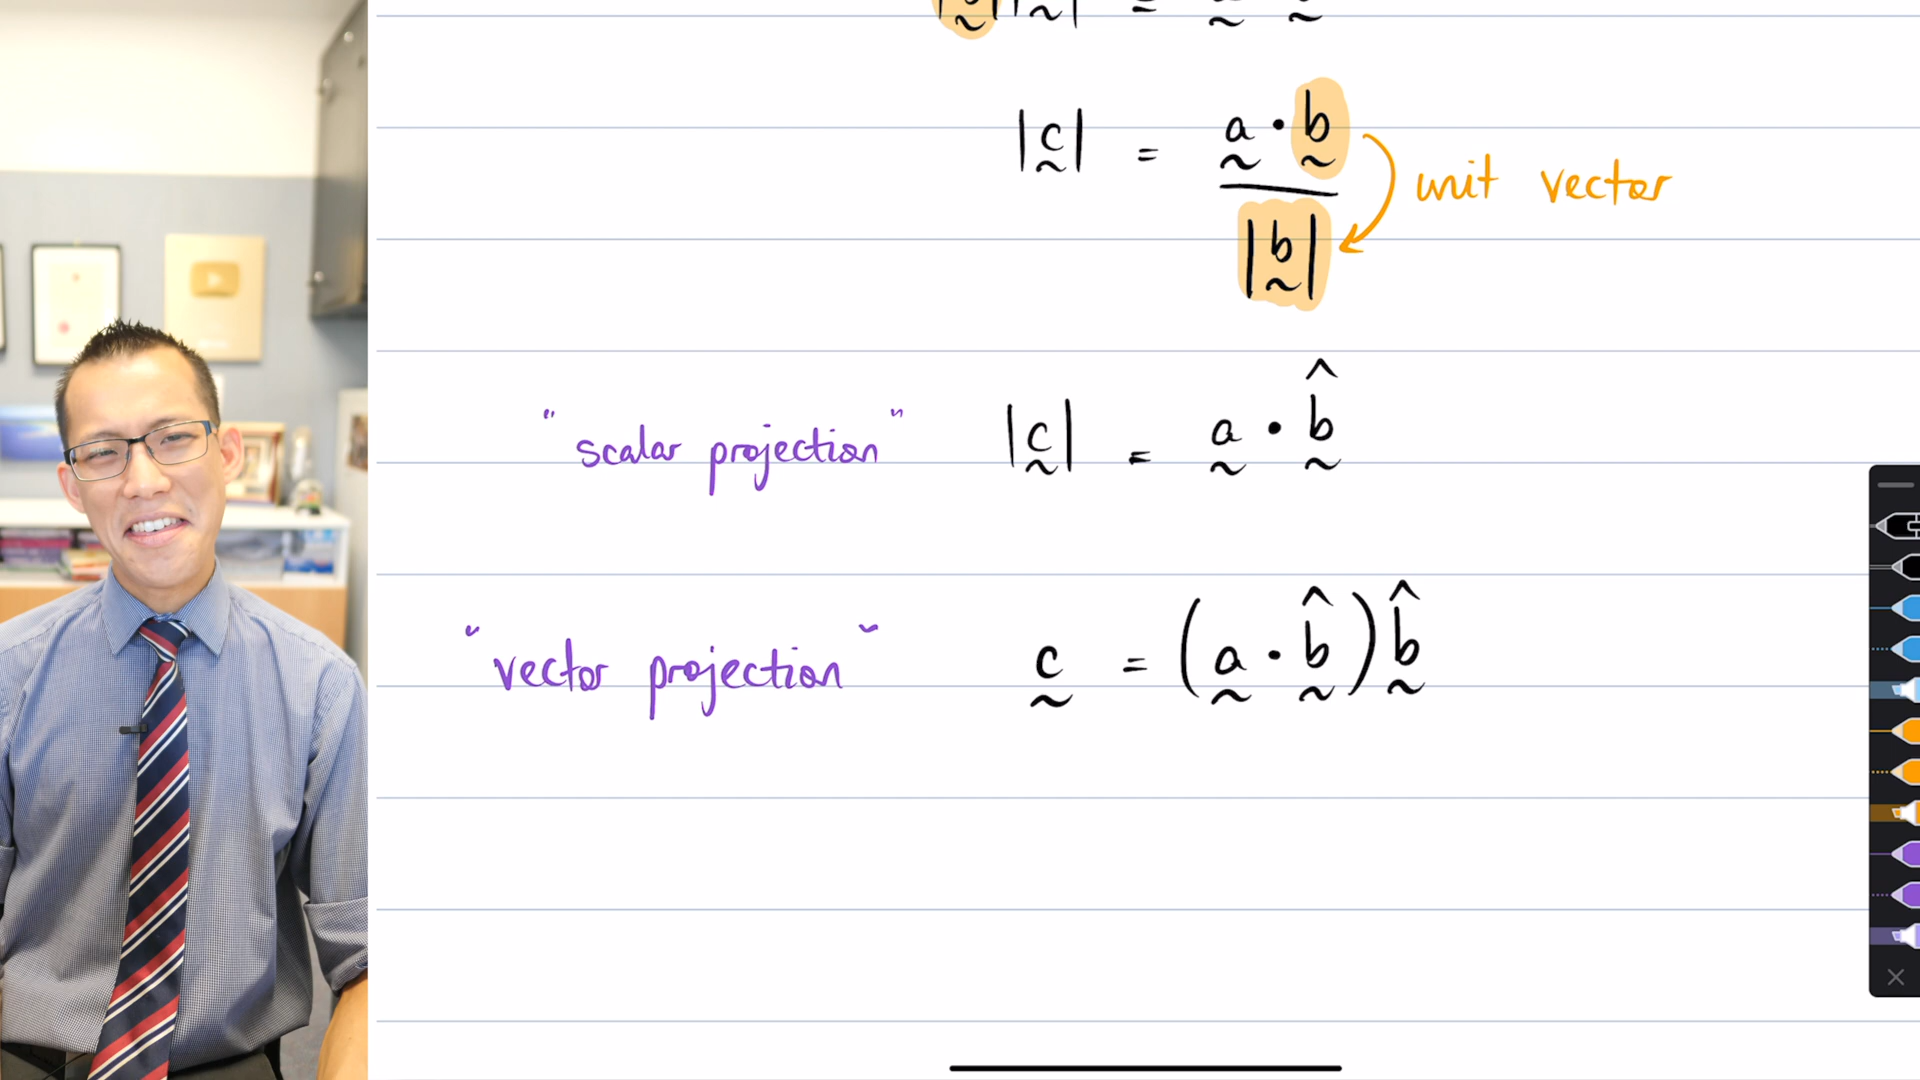 |c| = a · b / |b| unit vector
"scalar projection" |c| = a · b̂
"vector projection" c = (a · b̂) b̂